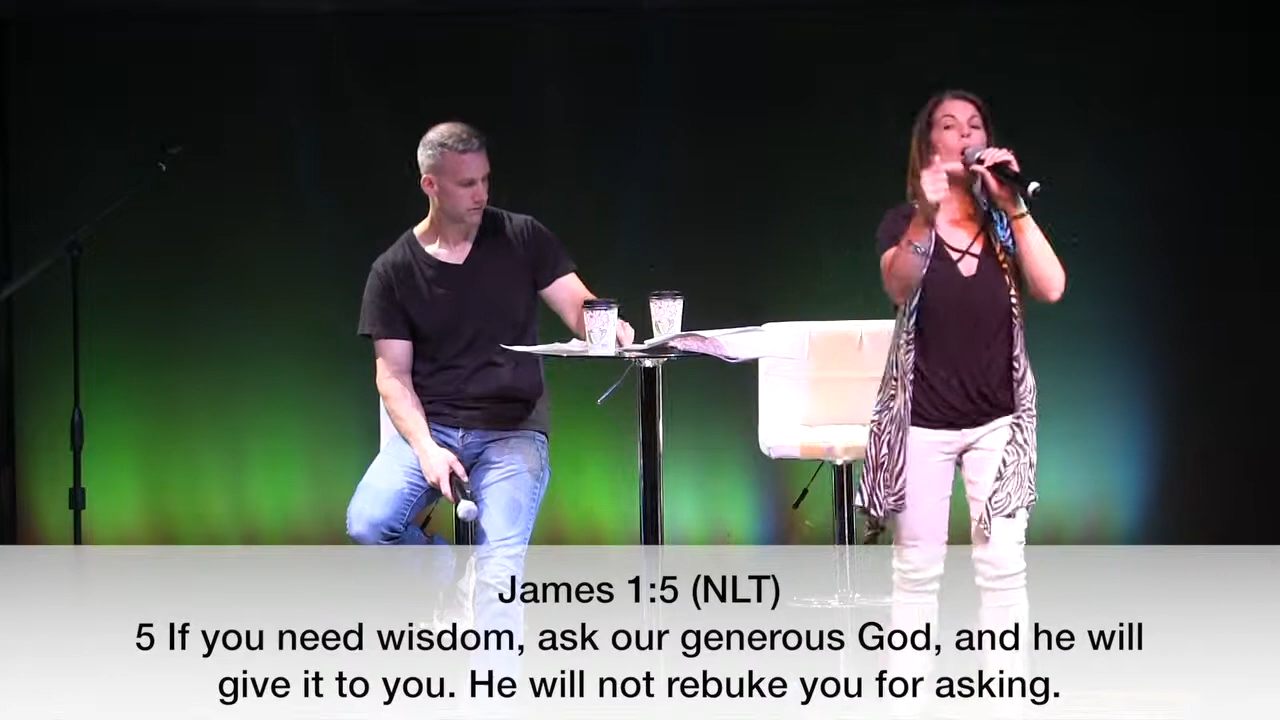 James 1:5 (NLT)
5 If you need wisdom, ask our generous God, and he will
give it to you. He will not rebuke you for asking.